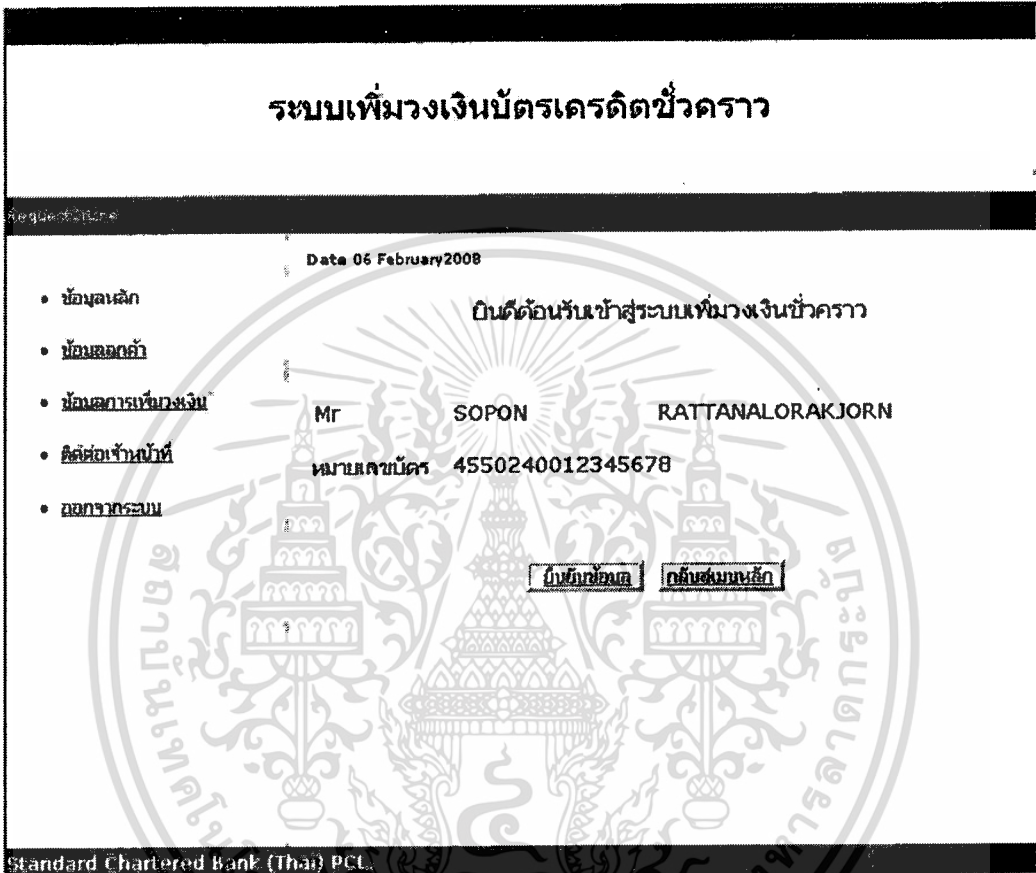 ระบบเพิ่มวงเงินบัตรเครดิตชั่วคราว
Date 06 February2008
• ข้อมูลหลัก
ยินดีต้อนรับเข้าสู่ระบบเพิ่มวงเงินชั่วคราว
• ข้อมูลลูกค้า
• ข้อมูลการเพิ่มวงเงิน
Mr SOPON RATTANALORAKJORN
• ติดต่อเจ้าหน้าที่
หมายเลขบัตร 4550240012345678
• ออกจากระบบ
ยืนยันข้อมูล กลับสู่เมนูหลัก
Standard Chartered Bank (Thai) PCL.